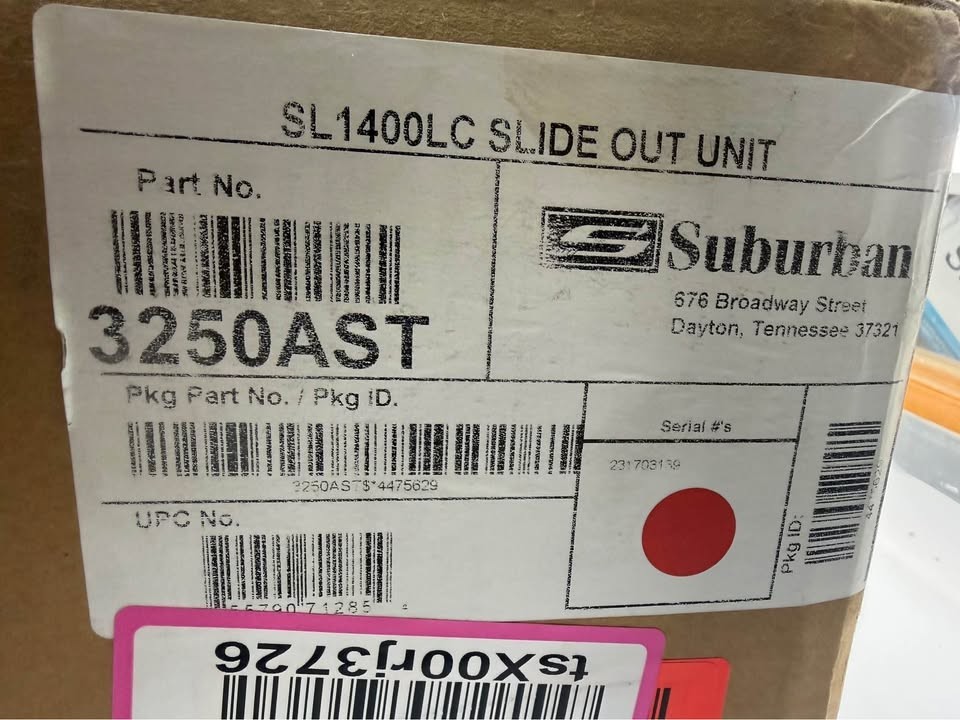 SL1400LC SLIDE OUT UNIT
Part No.
3250AST
Suburban
676 Broadway Street
Dayton, Tennessee 37321
Pkg Part No. / Pkg ID.
3250AST$*4475629
Serial #'s
231703159
UPC No.
Pkg ID:
tsX00rj3726